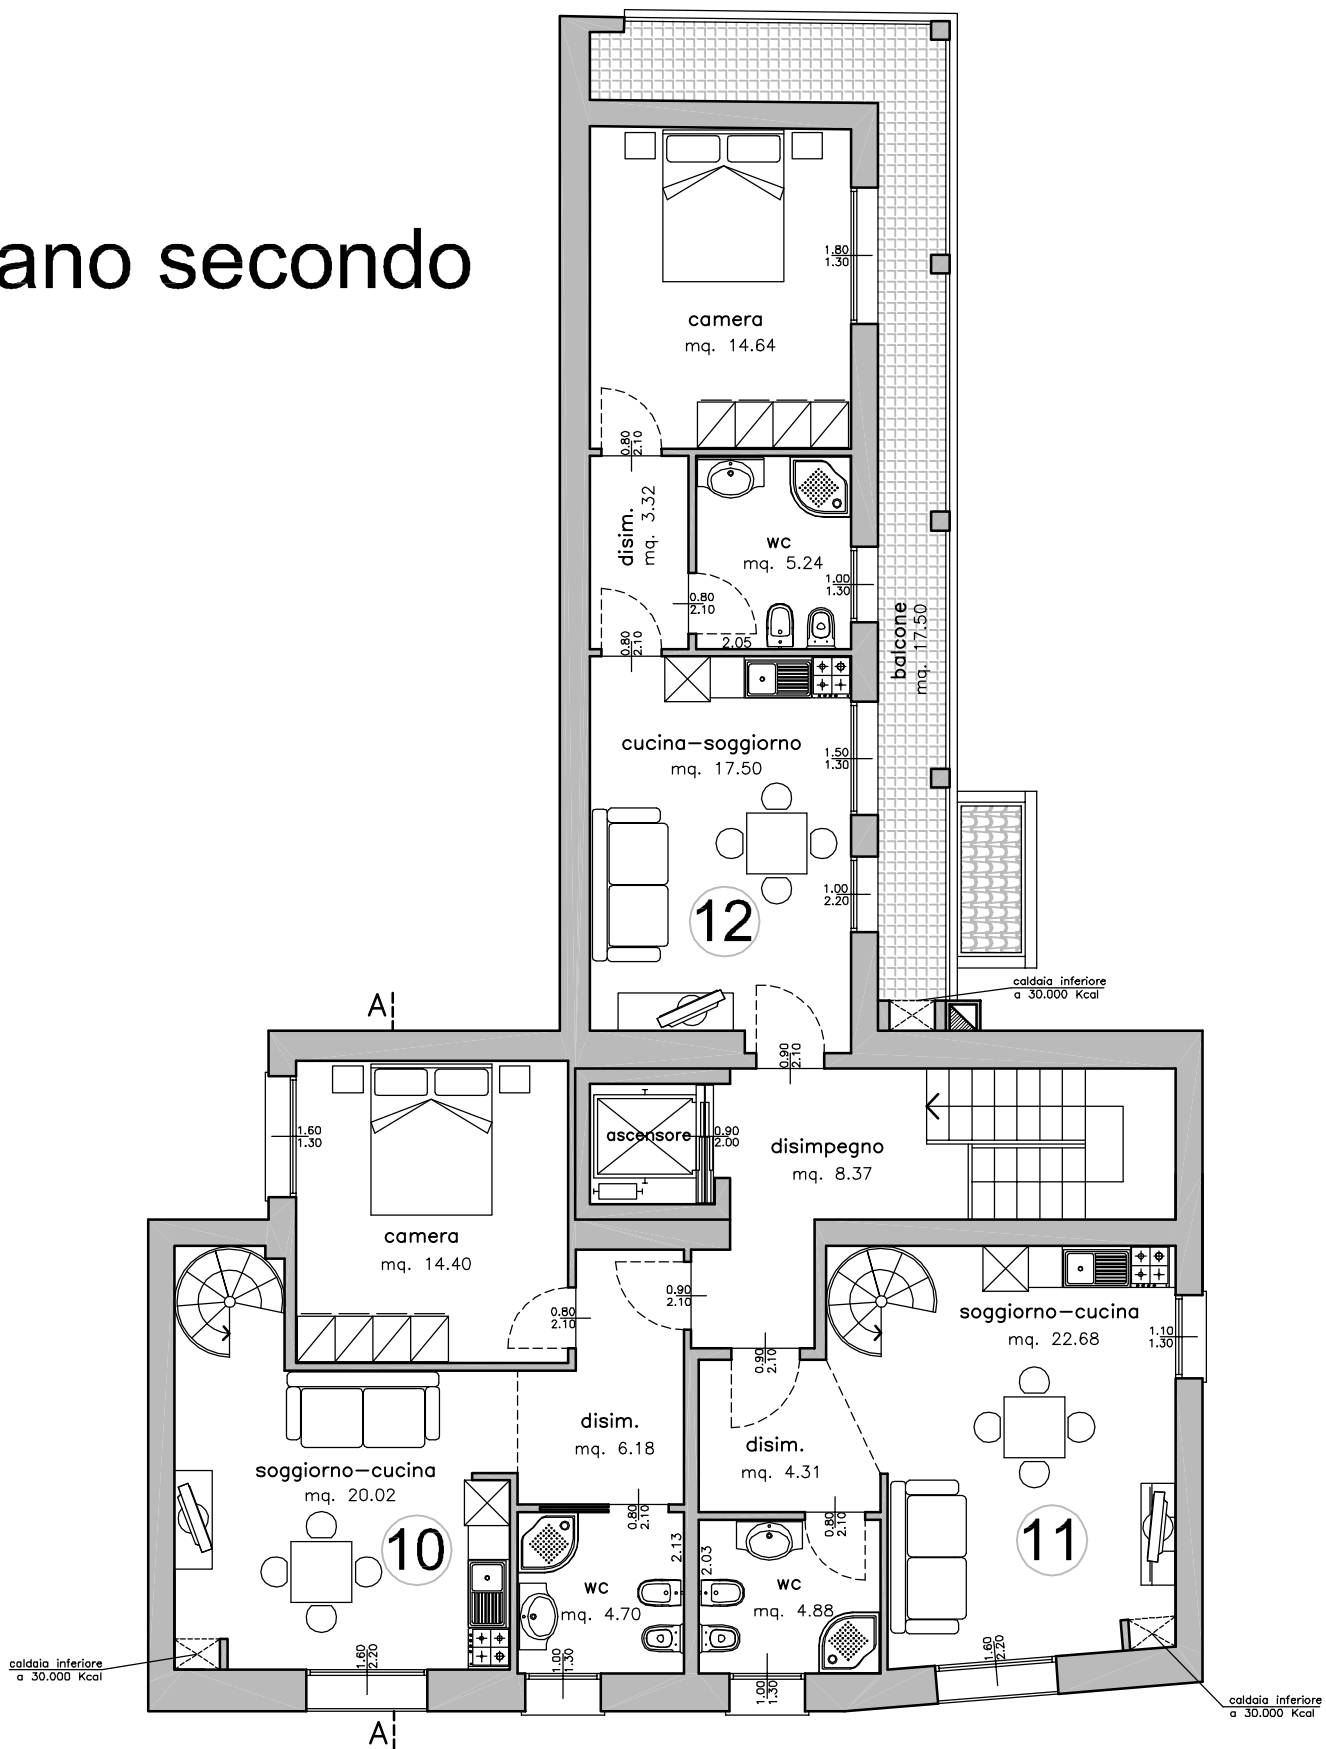 ano secondo
1.80
1.30
camera
mq. 14.64
0.80
2.10
disim.
mq. 3.32
wc
mq. 5.24
1.00
1.30
0.80
2.10
2.05
0.80
2.10
balcone
mq. 17.50
cucina-soggiorno
mq. 17.50
1.50
1.30
12
1.00
2.20
caldaia inferiore
a 30.000 Kcal
A
0.90
2.10
1.60
1.30
ascensore
0.90
2.00
disimpegno
mq. 8.37
camera
mq. 14.40
0.80
2.10
0.90
2.10
soggiorno-cucina
mq. 22.68
1.10
1.30
0.90
2.10
disim.
mq. 6.18
disim.
mq. 4.31
soggiorno-cucina
mq. 20.02
10
0.80
2.10
2.13
0.80
2.10
2.03
11
wc
mq. 4.70
wc
mq. 4.88
1.60
2.20
1.00
1.30
1.00
1.30
1.60
2.20
caldaia inferiore
a 30.000 Kcal
caldaia inferiore
a 30.000 Kcal
A